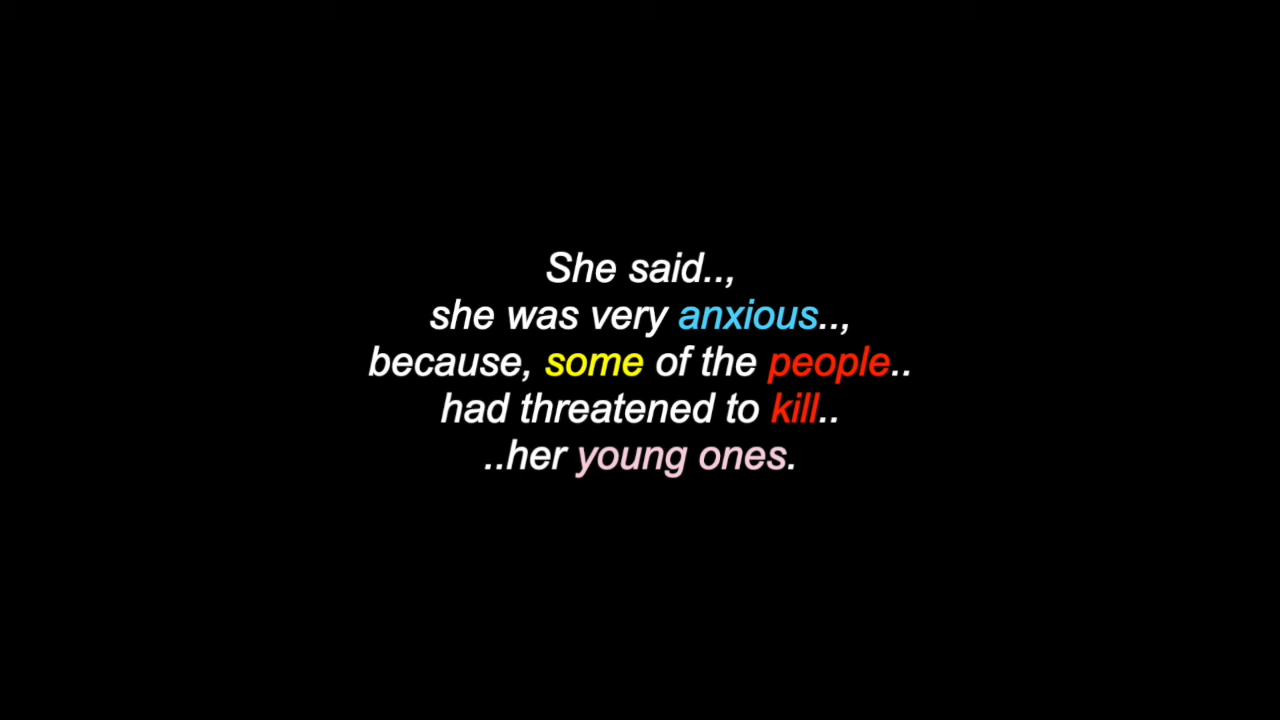 She said..,
she was very anxious..,
because, some of the people..
had threatened to kill..
..her young ones.